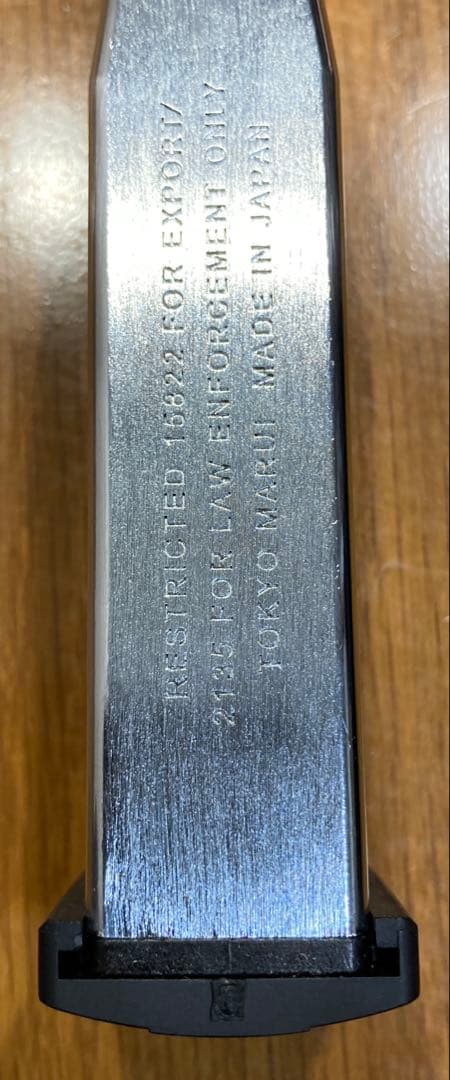 RESTRICTED 16822 FOR EXPORT/
2135 FOR LAW ENFORCEMENT ONLY
TOKYO MARUI MADE IN JAPAN